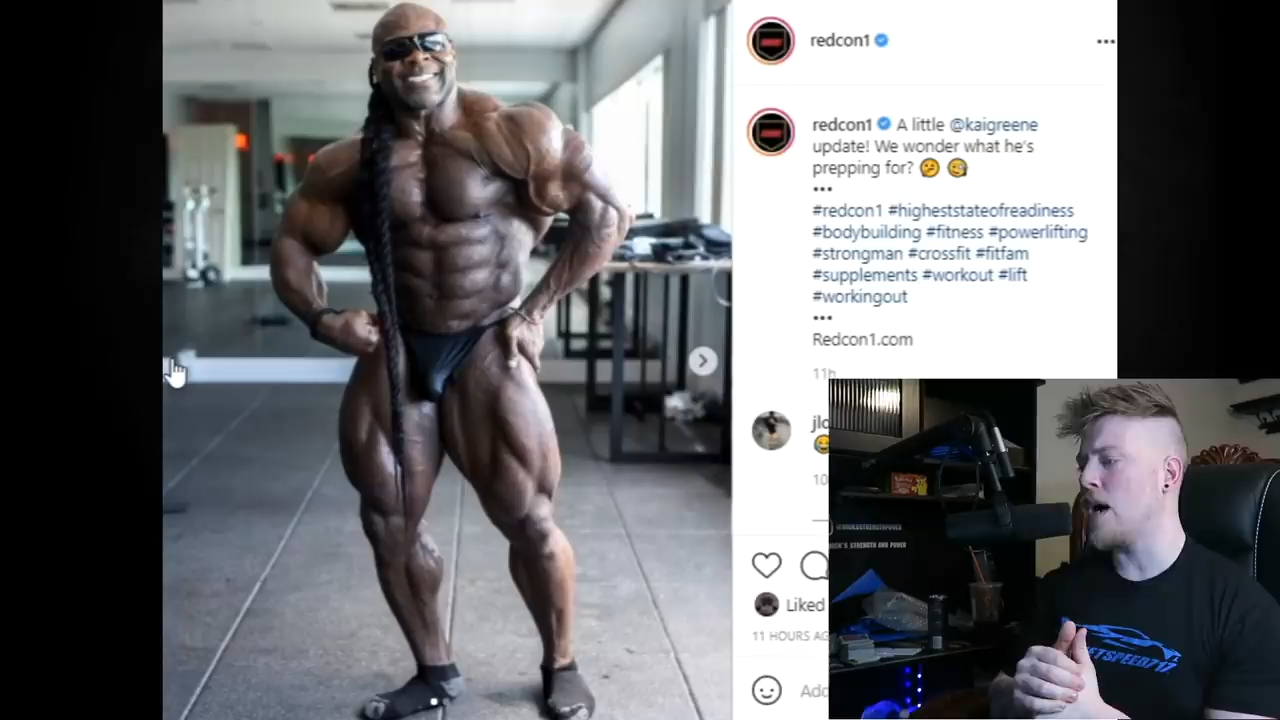 redcon1
redcon1 A little @kaigreene
update! We wonder what he's
prepping for? 🫤 🧐
•••
#redcon1 #higheststateofreadiness
#bodybuilding #fitness #powerlifting
#strongman #crossfit #fitfam
#supplements #workout #lift
#workingout
•••
Redcon1.com
11h
Liked
11 HOURS AG
Add